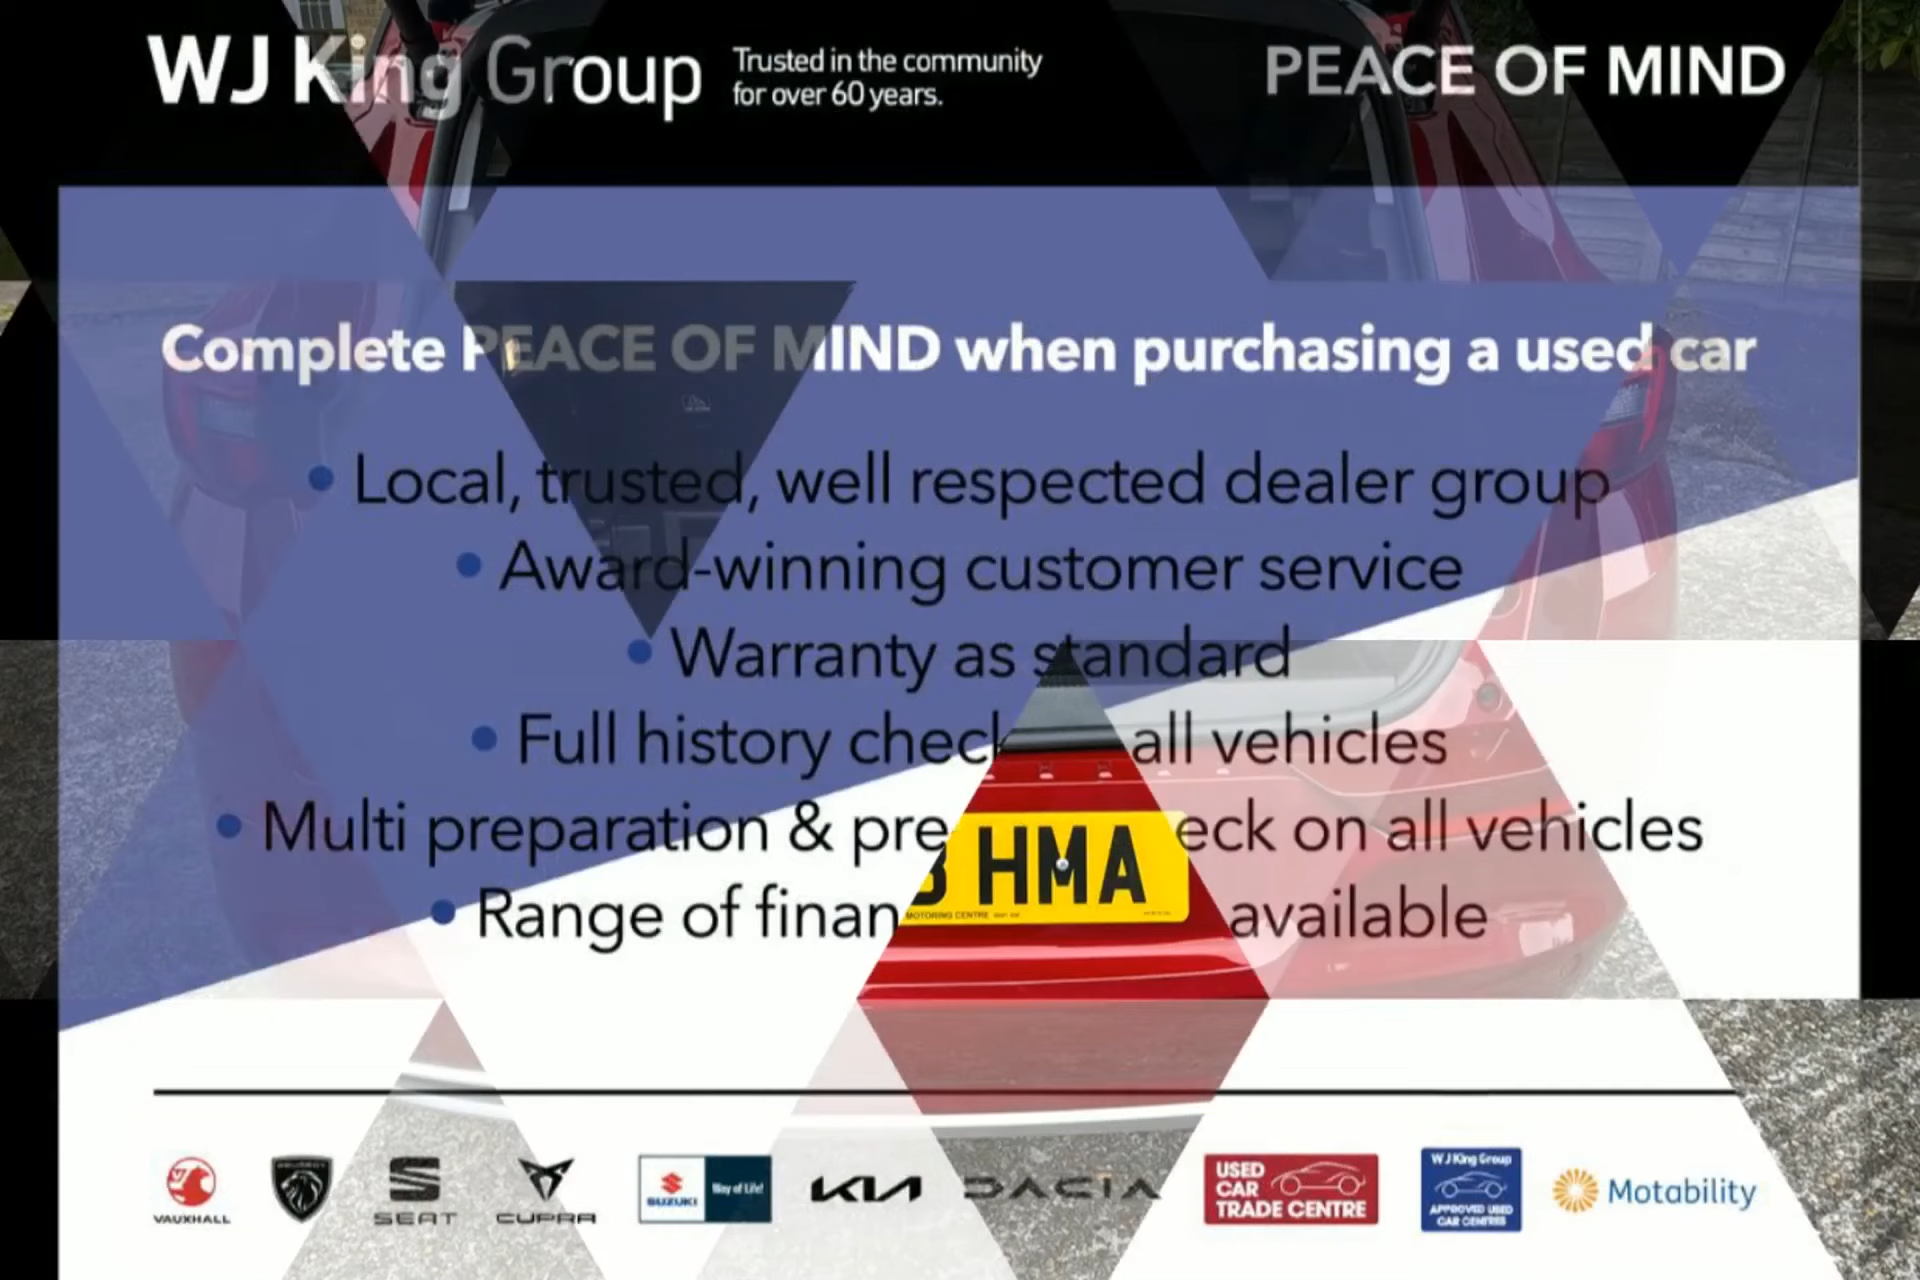 WJ King Group
Trusted in the community
for over 60 years.
PEACE OF MIND
Complete PEACE OF MIND when purchasing a used car
• Local, trusted, well respected dealer group
• Award-winning customer service
• Warranty as standard
• Full history check all vehicles
• Multi preparation & pre eck on all vehicles
HMA
MOTORING CENTRE
• Range of finan available
VAUXHALL
PEUGEOT
SEAT
CUPRA
SUZUKI
Way of Life!
KIA
DACIA
USED
CAR
TRADE CENTRE
WJ King Group
APPROVED USED
CAR CENTRES
Motability